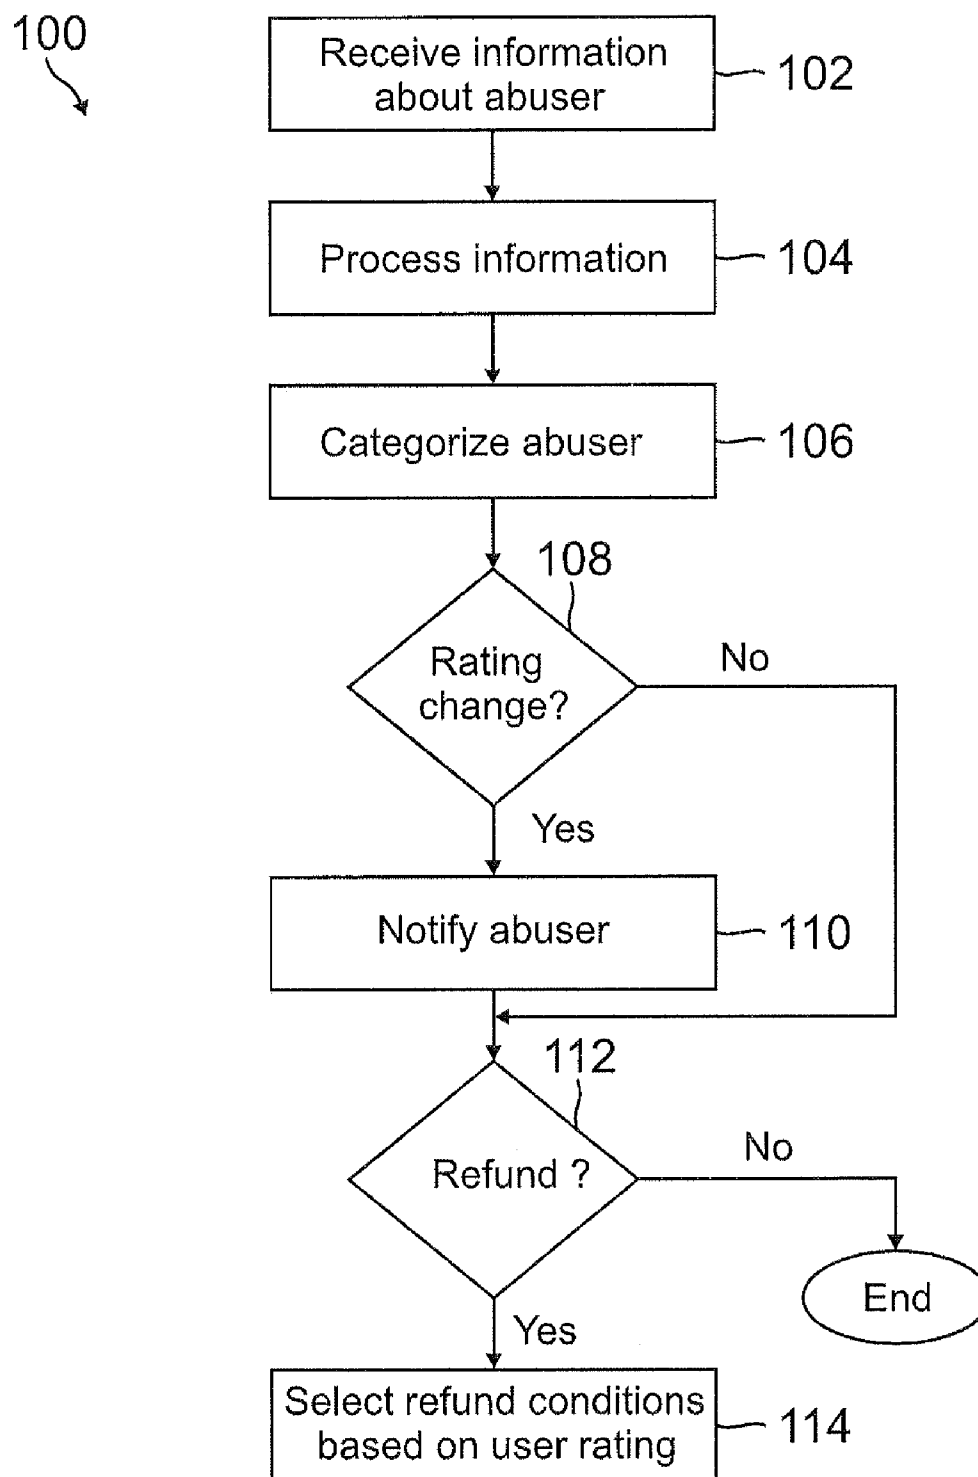 100
Receive information
about abuser
102
Process information
104
Categorize abuser
106
108
Rating
change?
No
Yes
Notify abuser
110
112
Refund ?
No
End
Yes
Select refund conditions
based on user rating
114